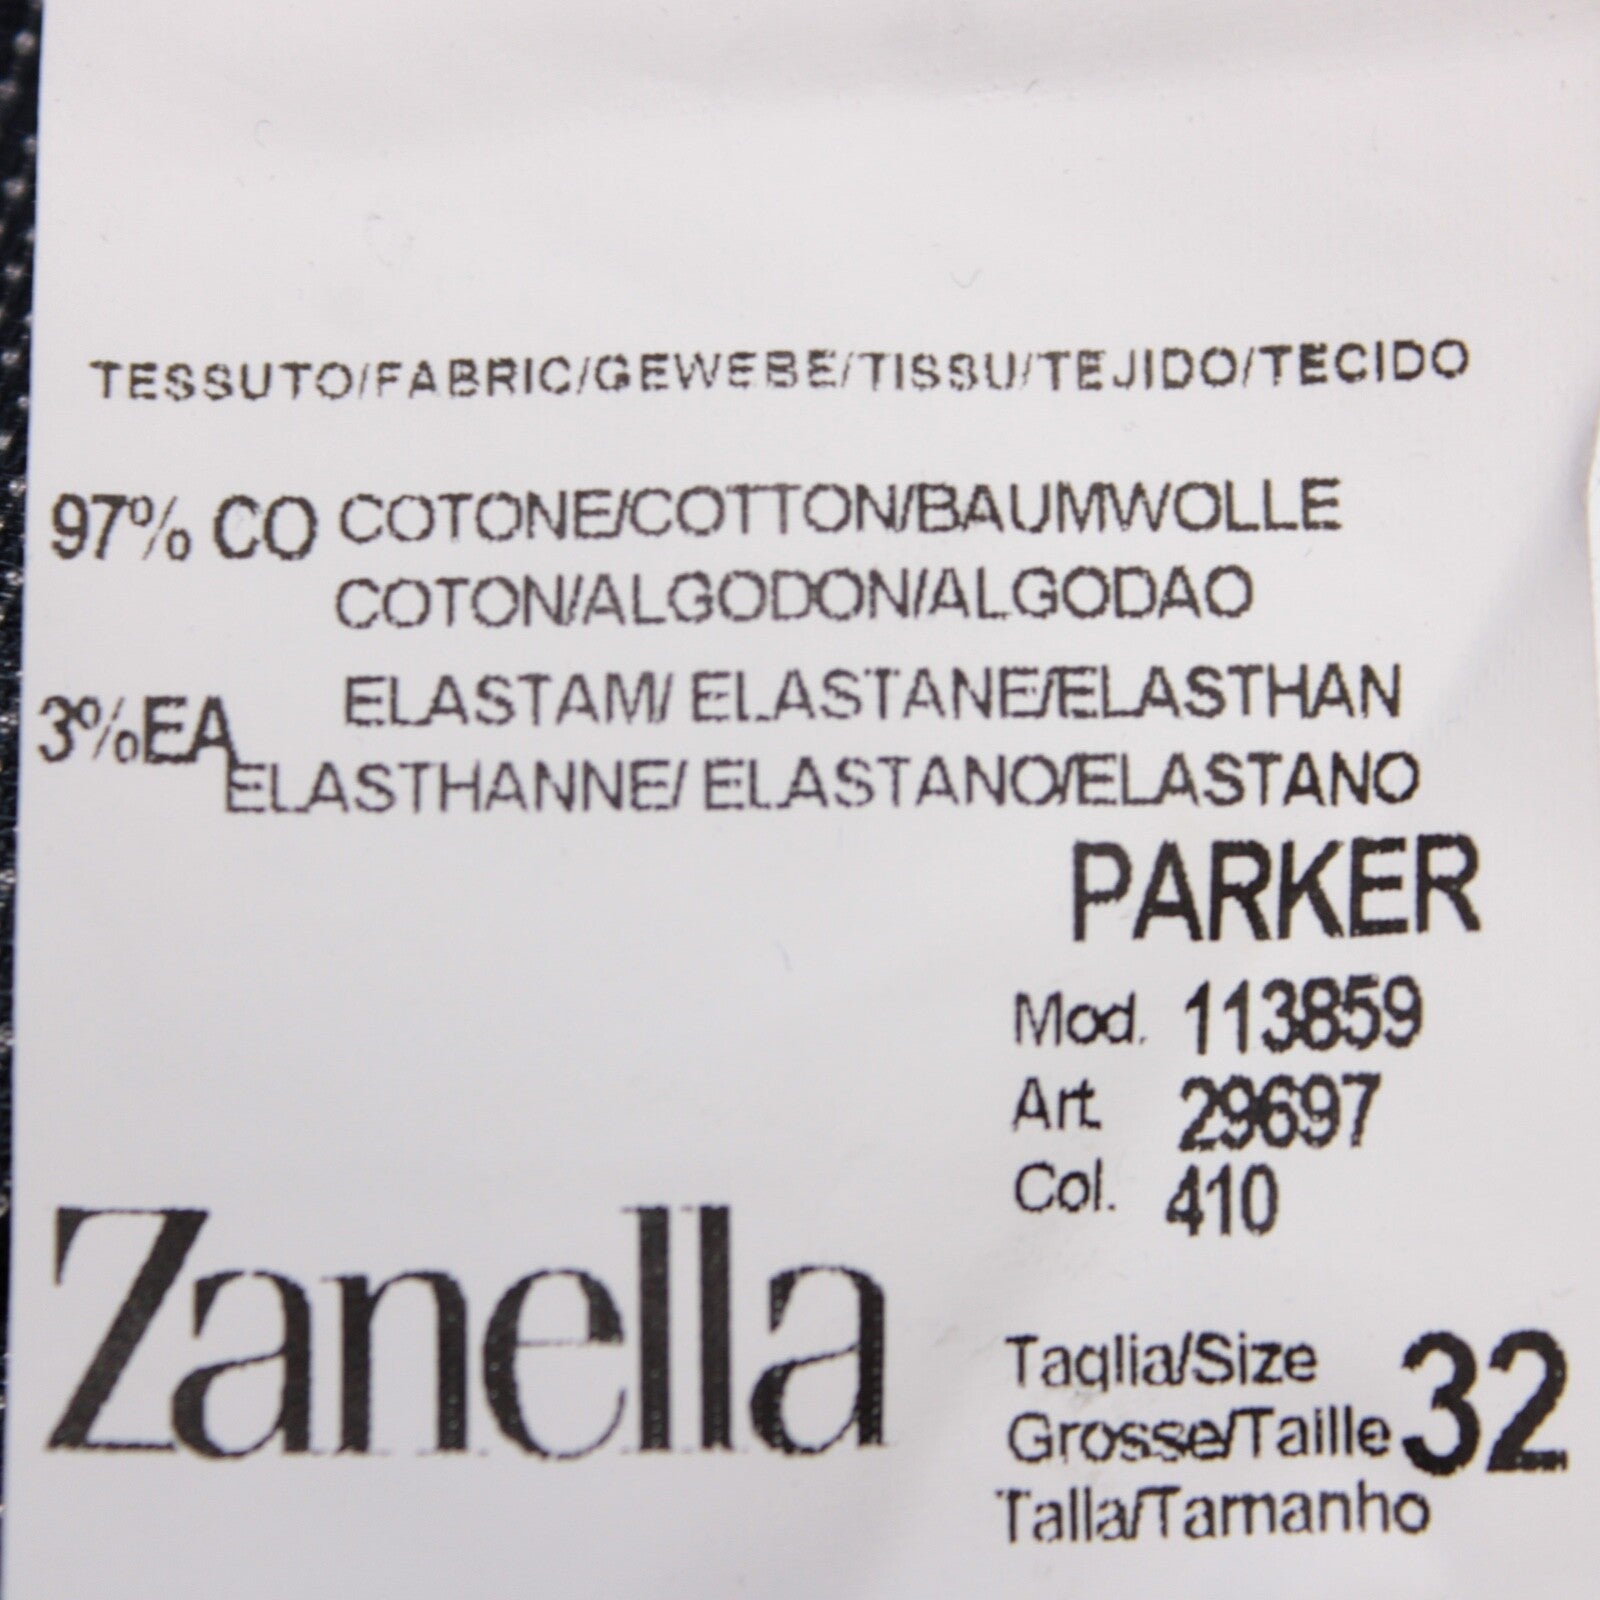 TESSUTO/FABRIC/GEWEBE/TISSU/TEJIDO/TECIDO
97% CO COTONE/COTTON/BAUMWOLLE
COTON/ALGODON/ALGODAO
3%EA ELASTAM/ ELASTANE/ELASTHAN
ELASTHANNE/ ELASTANO/ELASTANO
PARKER
Mod. 113859
Art. 29697
Col. 410
Zanella
Taglia/Size
Grosse/Taille 32
Talla/Tamanho